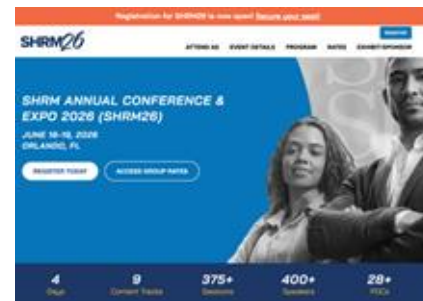 Registration for SHRM26 is now open! Secure your seat!
SHRM26
REGISTER
ATTEND AS EVENT DETAILS PROGRAM RATES EXHIBIT/SPONSOR
SHRM ANNUAL CONFERENCE &
EXPO 2026 (SHRM26)
JUNE 16-19, 2026
ORLANDO, FL
REGISTER TODAY
ACCESS GROUP RATES
4 9 375+ 400+ 28+
Days Content Tracks Sessions Speakers PDCs